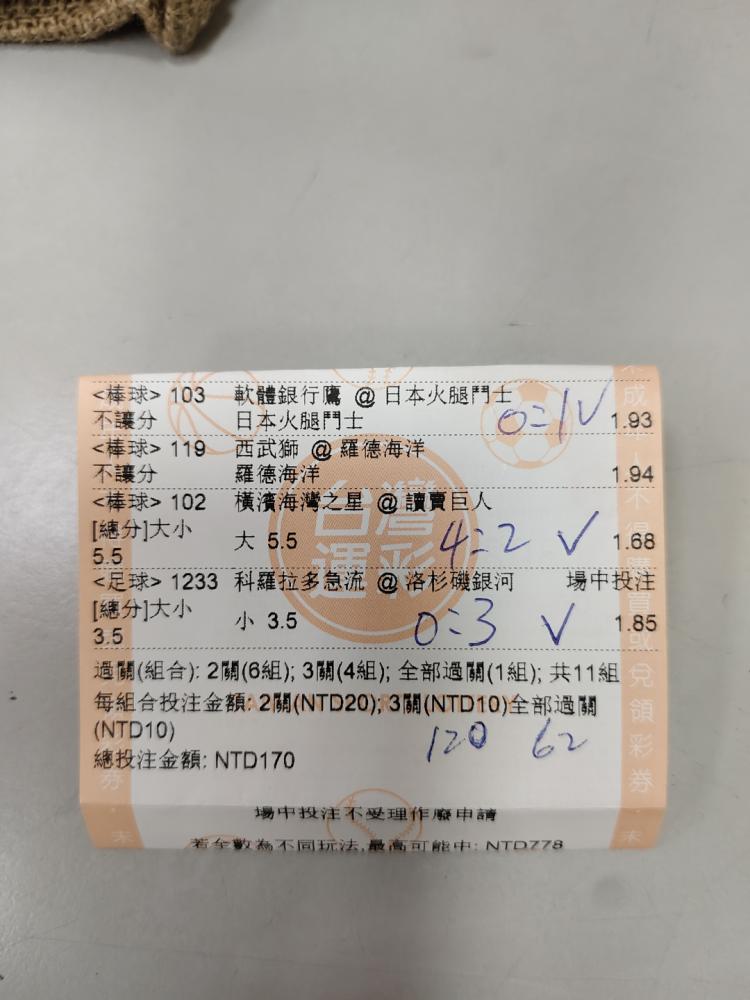 <棒球> 103 軟體銀行鷹 @ 日本火腿鬥士
不讓分 日本火腿鬥士 0=1✓ 1.93
<棒球> 119 西武獅 @ 羅德海洋
不讓分 羅德海洋 1.94
<棒球> 102 橫濱海灣之星 @ 讀賣巨人
[總分]大小 大 5.5 4=2 ✓ 1.68
5.5
<足球> 1233 科羅拉多急流 @ 洛杉磯銀河 場中投注
[總分]大小 小 3.5 0:3 ✓ 1.85
3.5
過關(組合): 2關(6組); 3關(4組); 全部過關(1組); 共11組
每組合投注金額: 2關(NTD20); 3關(NTD10)全部過關
(NTD10) 120 62
總投注金額: NTD170
場中投注不受理作廢申請
若全數為不同玩法,最高可能中: NTD778
台灣
運彩